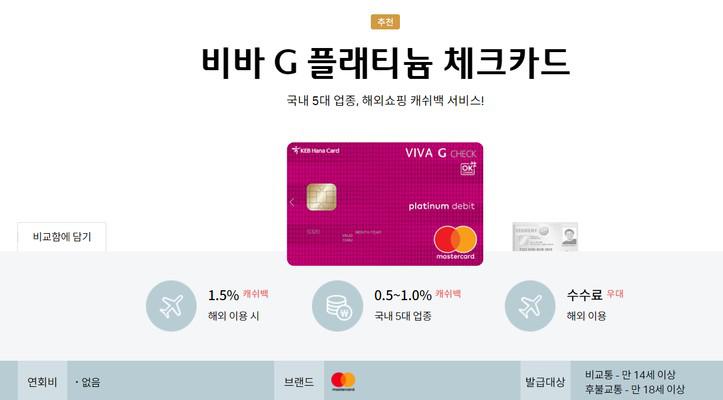 추천
비바 G 플래티늄 체크카드
국내 5대 업종, 해외쇼핑 캐쉬백 서비스!
KEB Hana Card
VIVA G CHECK
OK
platinum debit
MONTH/YEAR
VALID
THRU
mastercard
비교함에 담기
1.5% 캐쉬백
해외 이용 시
0.5~1.0% 캐쉬백
국내 5대 업종
수수료 우대
해외 이용
연회비
· 없음
브랜드
mastercard
발급대상
비교통 - 만 14세 이상
후불교통 - 만 18세 이상